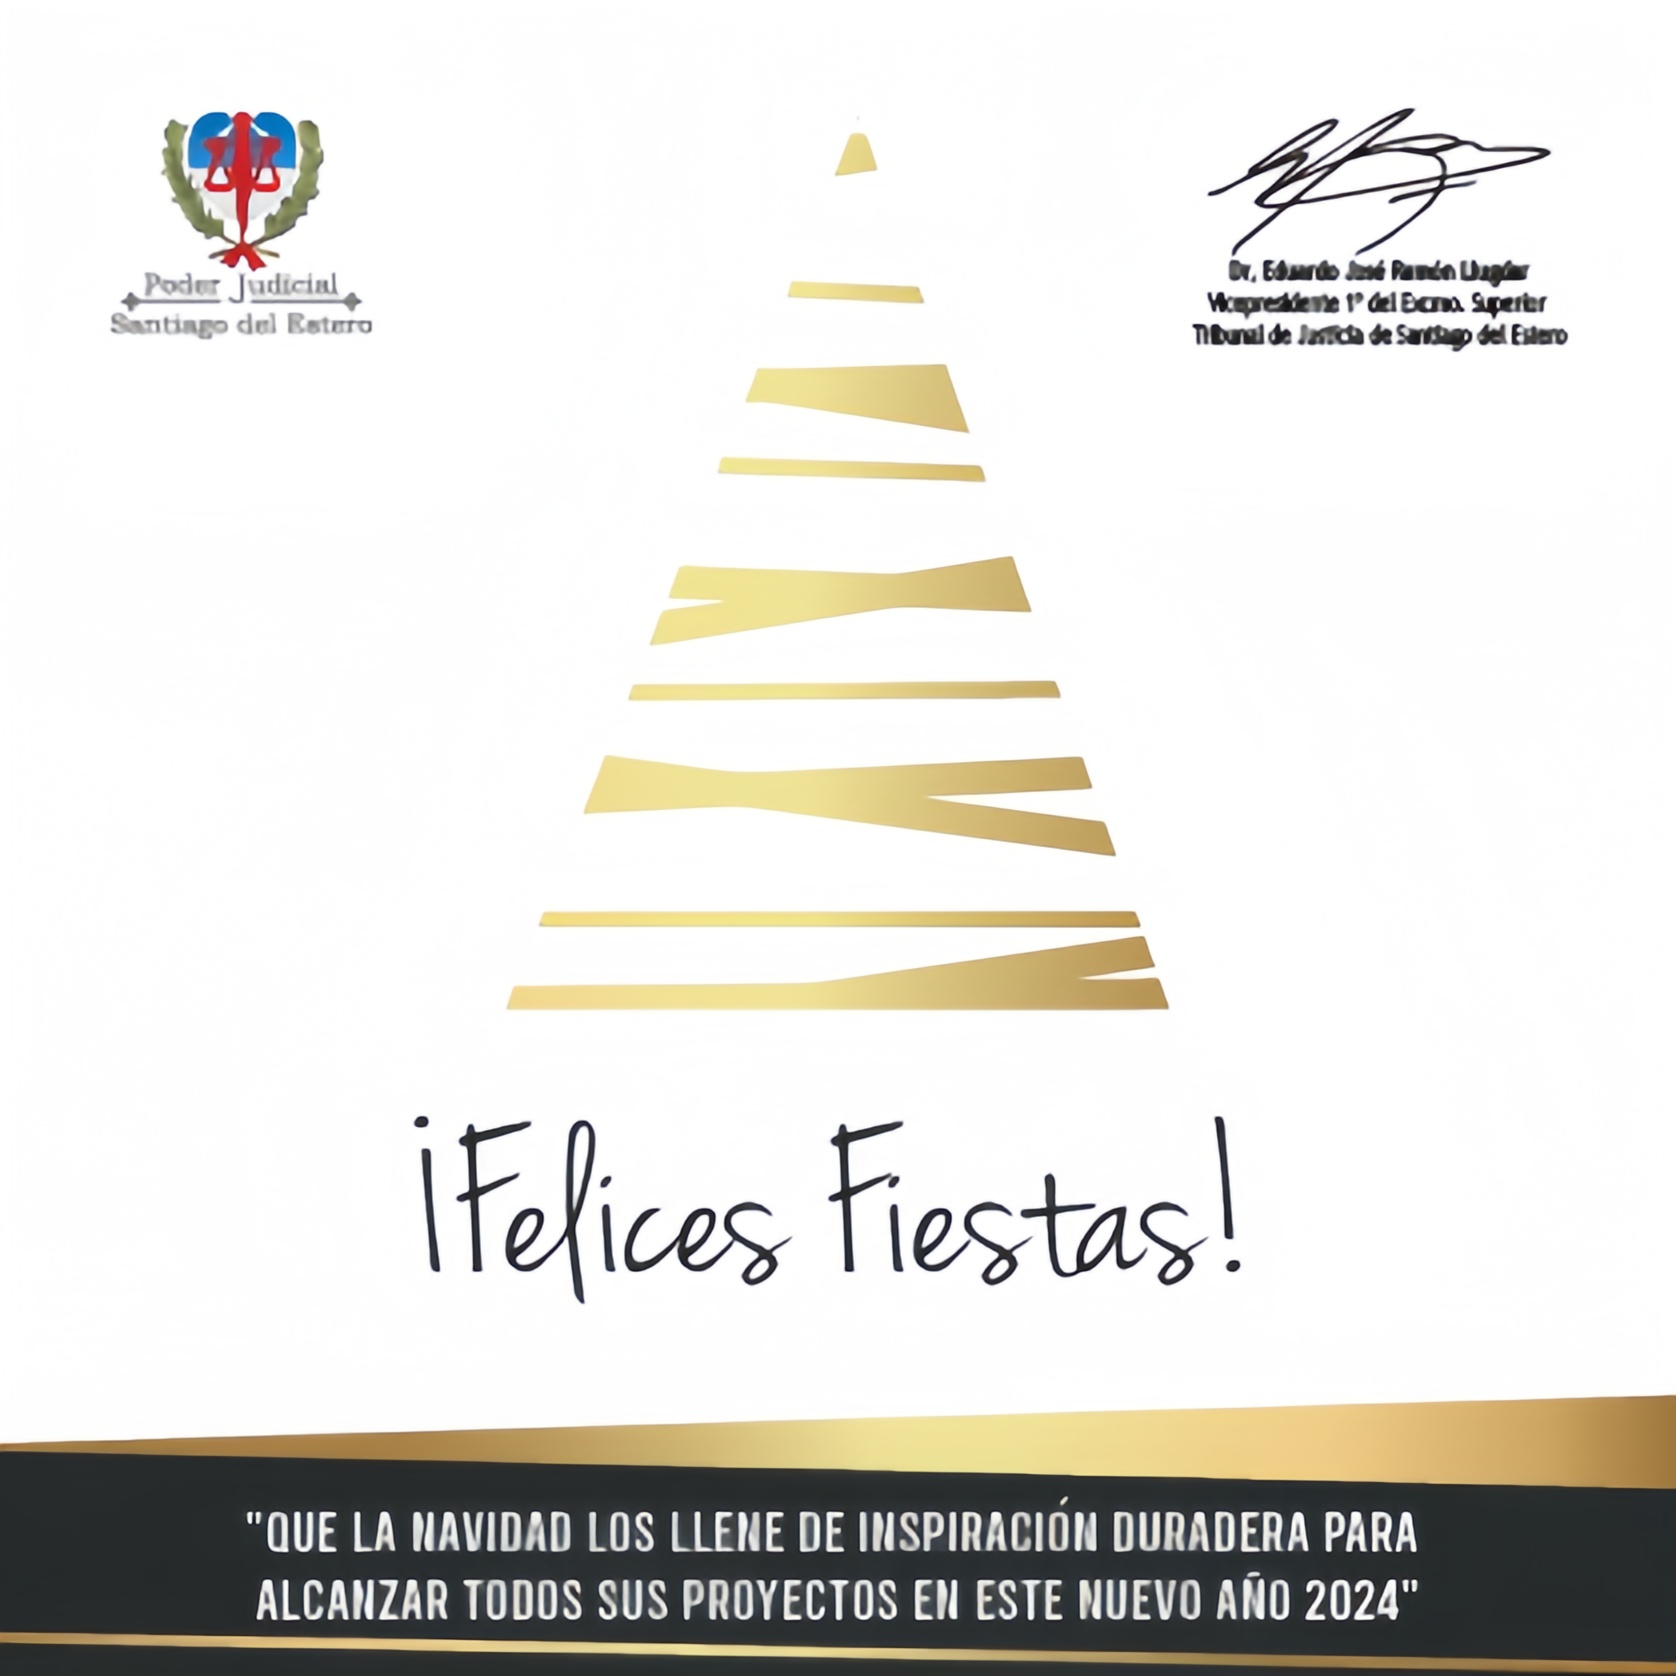 Poder Judicial
Santiago del Estero
Dr. Eduardo José Ramón Llugdar
Vicepresidente 1º del Excmo. Superior
Tribunal de Justicia de Santiago del Estero
¡Felices Fiestas!
"QUE LA NAVIDAD LOS LLENE DE INSPIRACIÓN DURADERA PARA
ALCANZAR TODOS SUS PROYECTOS EN ESTE NUEVO AÑO 2024"